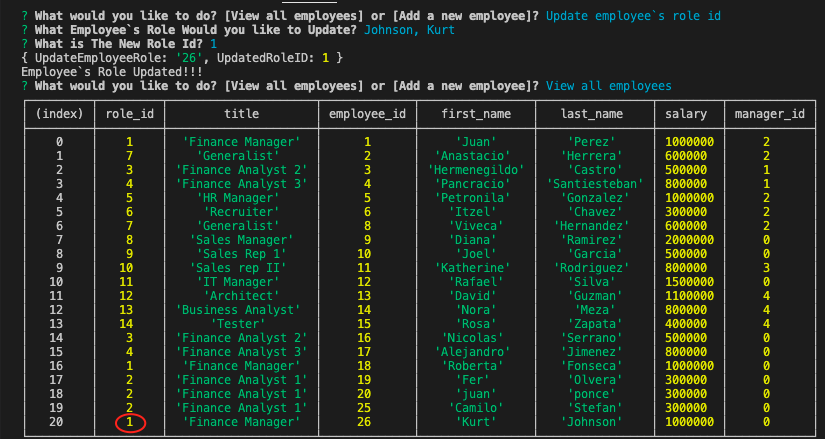 ? What would you like to do? [View all employees] or [Add a new employee]? Update employee`s role id
? What Employee`s Role Would you like to Update? Johnson, Kurt
? What is The New Role Id? 1
{ UpdateEmployeeRole: '26', UpdatedRoleID: 1 }
Employee`s Role Updated!!!
? What would you like to do? [View all employees] or [Add a new employee]? View all employees
(index) role_id title employee_id first_name last_name salary manager_id
0 1 'Finance Manager' 1 'Juan' 'Perez' 1000000 2
1 7 'Generalist' 2 'Anastacio' 'Herrera' 600000 2
2 3 'Finance Analyst 2' 3 'Hermenegildo' 'Castro' 500000 1
3 4 'Finance Analyst 3' 4 'Pancracio' 'Santiesteban' 800000 1
4 5 'HR Manager' 5 'Petronila' 'Gonzalez' 1000000 2
5 6 'Recruiter' 6 'Itzel' 'Chavez' 300000 2
6 7 'Generalist' 8 'Viveca' 'Hernandez' 600000 2
7 8 'Sales Manager' 9 'Diana' 'Ramirez' 2000000 0
8 9 'Sales Rep 1' 10 'Joel' 'Garcia' 500000 0
9 10 'Sales rep II' 11 'Katherine' 'Rodriguez' 800000 3
10 11 'IT Manager' 12 'Rafael' 'Silva' 1500000 0
11 12 'Architect' 13 'David' 'Guzman' 1100000 4
12 13 'Business Analyst' 14 'Nora' 'Meza' 800000 4
13 14 'Tester' 15 'Rosa' 'Zapata' 400000 4
14 3 'Finance Analyst 2' 16 'Nicolas' 'Serrano' 500000 0
15 4 'Finance Analyst 3' 17 'Alejandro' 'Jimenez' 800000 0
16 1 'Finance Manager' 18 'Roberta' 'Fonseca' 1000000 0
17 2 'Finance Analyst 1' 19 'Fer' 'Olvera' 300000 0
18 2 'Finance Analyst 1' 20 'juan' 'ponce' 300000 0
19 2 'Finance Analyst 1' 25 'Camilo' 'Stefan' 300000 0
20 1 'Finance Manager' 26 'Kurt' 'Johnson' 1000000 0